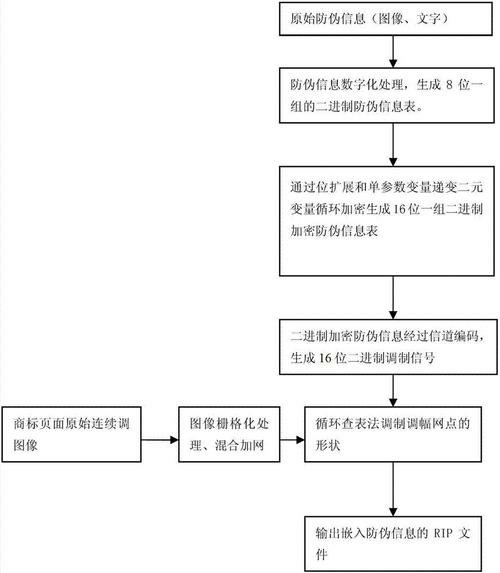 原始防伪信息（图像、文字）
防伪信息数字化处理，生成 8 位一
组的二进制防伪信息表。
通过位扩展和单参数变量递变二元
变量循环加密生成 16 位一组二进制
加密防伪信息表
二进制加密防伪信息经过信道编码，
生成 16 位二进制调制信号
商标页面原始连续调
图像
图像栅格化处
理、混合加网
循环查表法调制调幅网点的
形状
输出嵌入防伪信息的 RIP 文
件